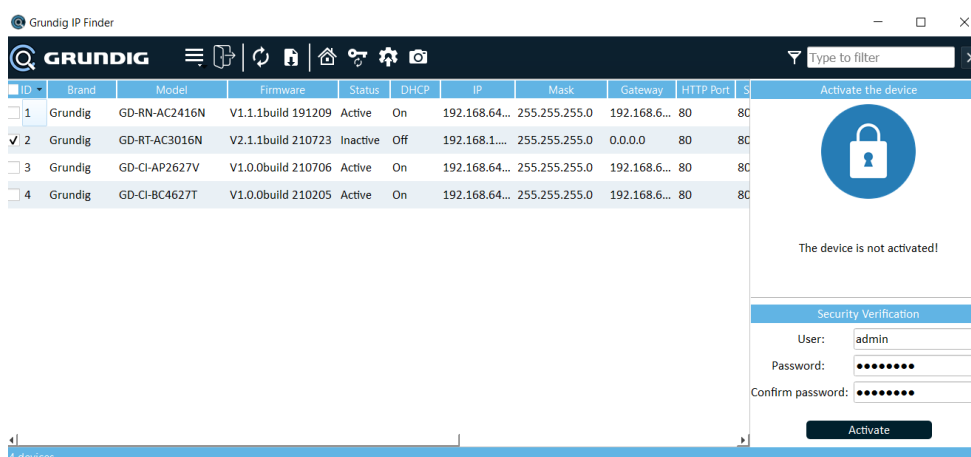 Grundig IP Finder
GRUNDIG
Type to filter
ID Brand Model Firmware Status DHCP IP Mask Gateway HTTP Port S
1 Grundig GD-RN-AC2416N V1.1.1build 191209 Active On 192.168.64... 255.255.255.0 192.168.6... 80 80
2 Grundig GD-RT-AC3016N V2.1.1build 210723 Inactive Off 192.168.1.... 255.255.255.0 0.0.0.0 80 80
3 Grundig GD-CI-AP2627V V1.0.0build 210706 Active On 192.168.64... 255.255.255.0 192.168.6... 80 80
4 Grundig GD-CI-BC4627T V1.0.0build 210205 Active On 192.168.64... 255.255.255.0 192.168.6... 80 80
Activate the device
The device is not activated!
Security Verification
User: admin
Password: ●●●●●●●●
Confirm password: ●●●●●●●●
Activate
4 devices